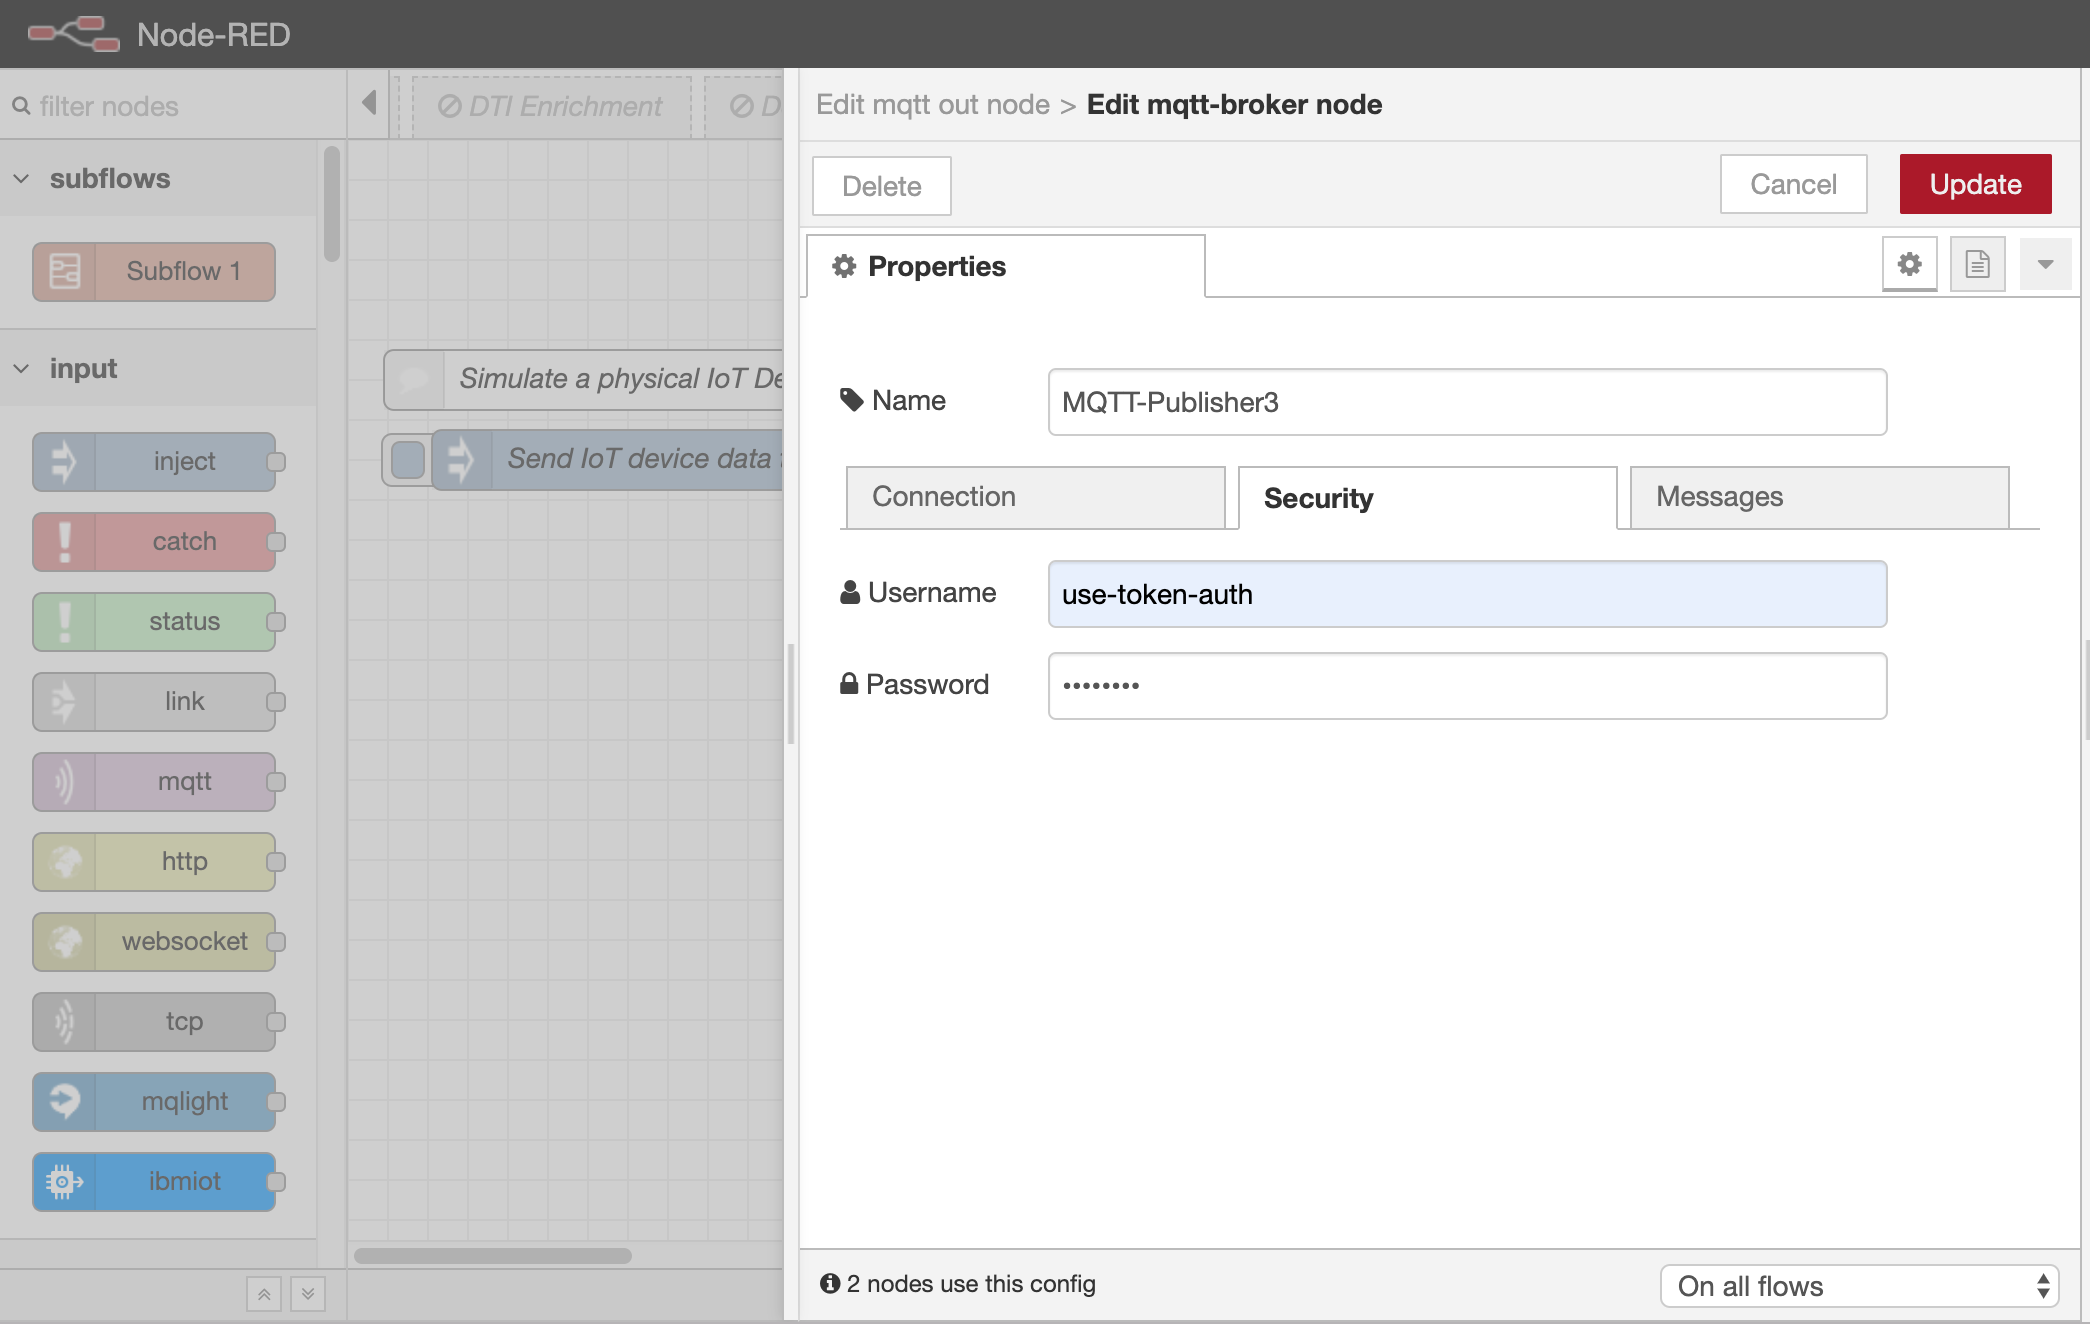 Node-RED
filter nodes
DTI Enrichment
D
Edit mqtt out node > Edit mqtt-broker node
Delete
Cancel
Update
subflows
Subflow 1
Properties
input
Simulate a physical IoT De
Name
MQTT-Publisher3
inject
Send IoT device data
Connection
Security
Messages
catch
Username
use-token-auth
status
Password
••••••••
link
mqtt
http
websocket
tcp
mqlight
ibmiot
2 nodes use this config
On all flows